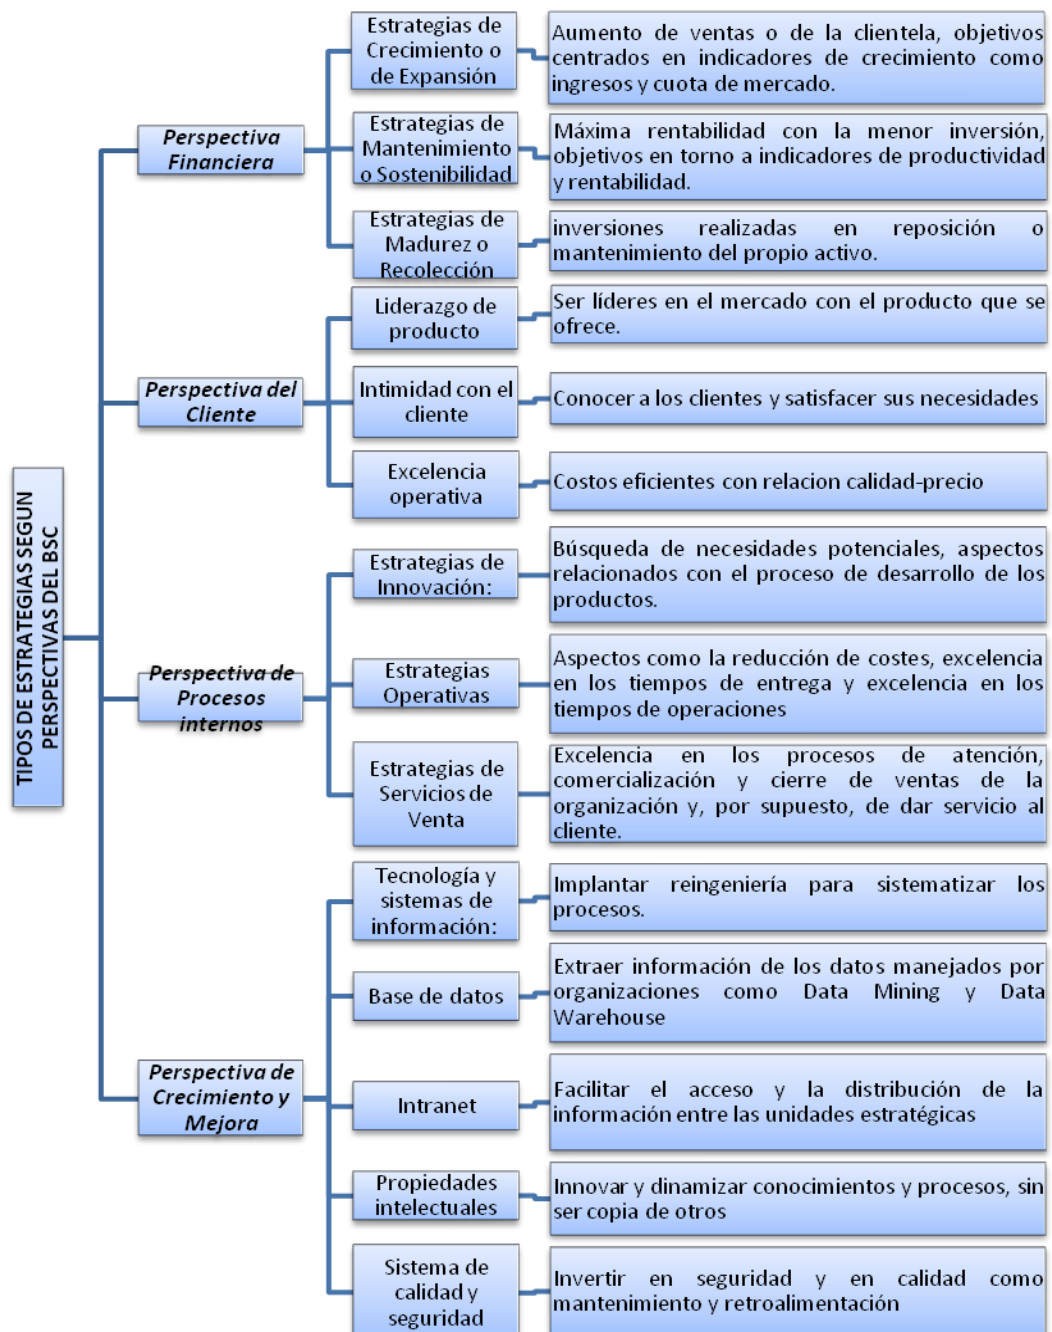 TIPOS DE ESTRATEGIAS SEGUN
PERSPECTIVAS DEL BSC
Perspectiva
Financiera
Estrategias de
Crecimiento o
de Expansión
Aumento de ventas o de la clientela, objetivos
centrados en indicadores de crecimiento como
ingresos y cuota de mercado.
Estrategias de
Mantenimiento
o Sostenibilidad
Máxima rentabilidad con la menor inversión,
objetivos en torno a indicadores de productividad
y rentabilidad.
Estrategias de
Madurez o
Recolección
inversiones realizadas en reposición o
mantenimiento del propio activo.
Perspectiva del
Cliente
Liderazgo de
producto
Ser líderes en el mercado con el producto que se
ofrece.
Intimidad con el
cliente
Conocer a los clientes y satisfacer sus necesidades
Excelencia
operativa
Costos eficientes con relacion calidad-precio
Perspectiva de
Procesos
internos
Estrategias de
Innovación:
Búsqueda de necesidades potenciales, aspectos
relacionados con el proceso de desarrollo de los
productos.
Estrategias
Operativas
Aspectos como la reducción de costes, excelencia
en los tiempos de entrega y excelencia en los
tiempos de operaciones
Estrategias de
Servicios de
Venta
Excelencia en los procesos de atención,
comercialización y cierre de ventas de la
organización y, por supuesto, de dar servicio al
cliente.
Perspectiva de
Crecimiento y
Mejora
Tecnología y
sistemas de
información:
Implantar reingeniería para sistematizar los
procesos.
Base de datos
Extraer información de los datos manejados por
organizaciones como Data Mining y Data
Warehouse
Intranet
Facilitar el acceso y la distribución de la
información entre las unidades estratégicas
Propiedades
intelectuales
Innovar y dinamizar conocimientos y procesos, sin
ser copia de otros
Sistema de
calidad y
seguridad
Invertir en seguridad y en calidad como
mantenimiento y retroalimentación